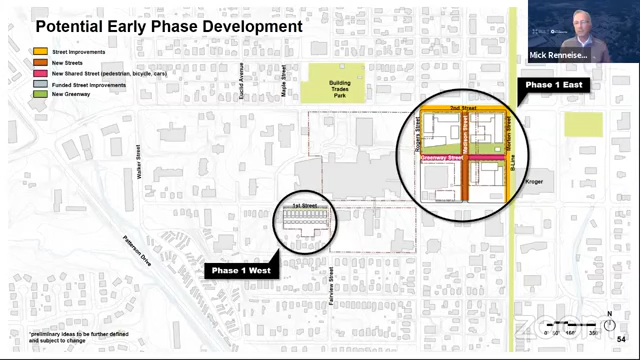 Potential Early Phase Development
Street Improvements
New Streets
New Shared Street (pedestrian, bicycle, cars)
Funded Street Improvements
New Greenway
Mick Renneise...
Euclid Avenue
Maple Street
Building
Trades
Park
Phase 1 East
2nd Street
Rogers Street
Madison Street
Morton Street
Greenway Street
B-Line
Kroger
Walker Street
1st Street
Patterson Drive
Phase 1 West
Fairview Street
*preliminary ideas to be further defined
and subject to change
N
zoom
54